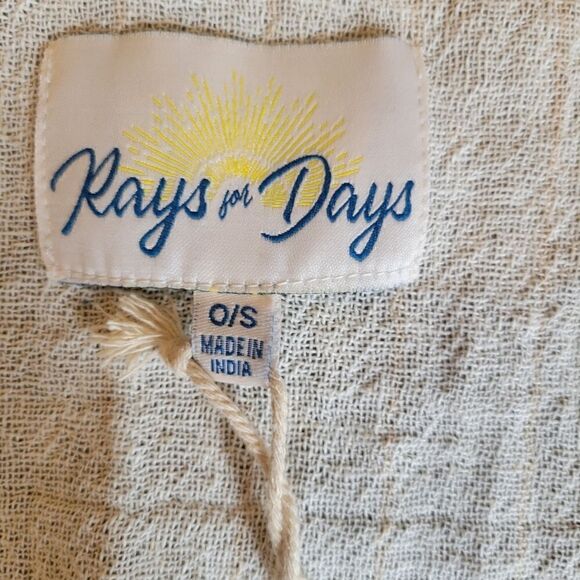 Rays for Days
O/S
MADE IN
INDIA